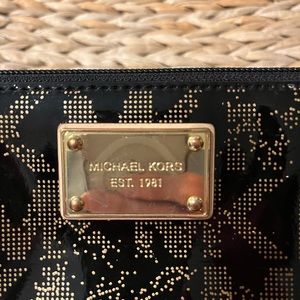 MICHAEL KORS
EST. 1981